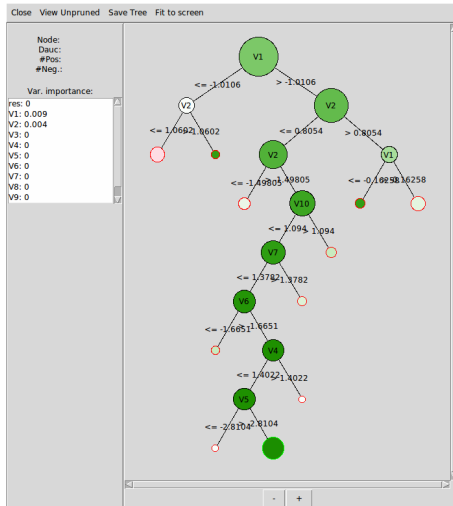 Close View Unpruned Save Tree Fit to screen
Node:
Dauc:
#Pos:
#Neg.:
Var. importance:
res: 0
V1: 0.009
V2: 0.004
V3: 0
V4: 0
V5: 0
V6: 0
V7: 0
V8: 0
V9: 0
V1
<= -1.0106 > -1.0106
V2 V2
<= 1.0602 > 1.0602 <= 0.8054 > 0.8054
V2 V1
<= -1.49805 > -1.49805 <= -0.16258 > -0.16258
V10
<= 1.094 > 1.094
V7
<= 1.3782 > 1.3782
V6
<= -1.6651 > -1.6651
V4
<= 1.4022 > 1.4022
V5
<= -2.8104 > -2.8104
- +